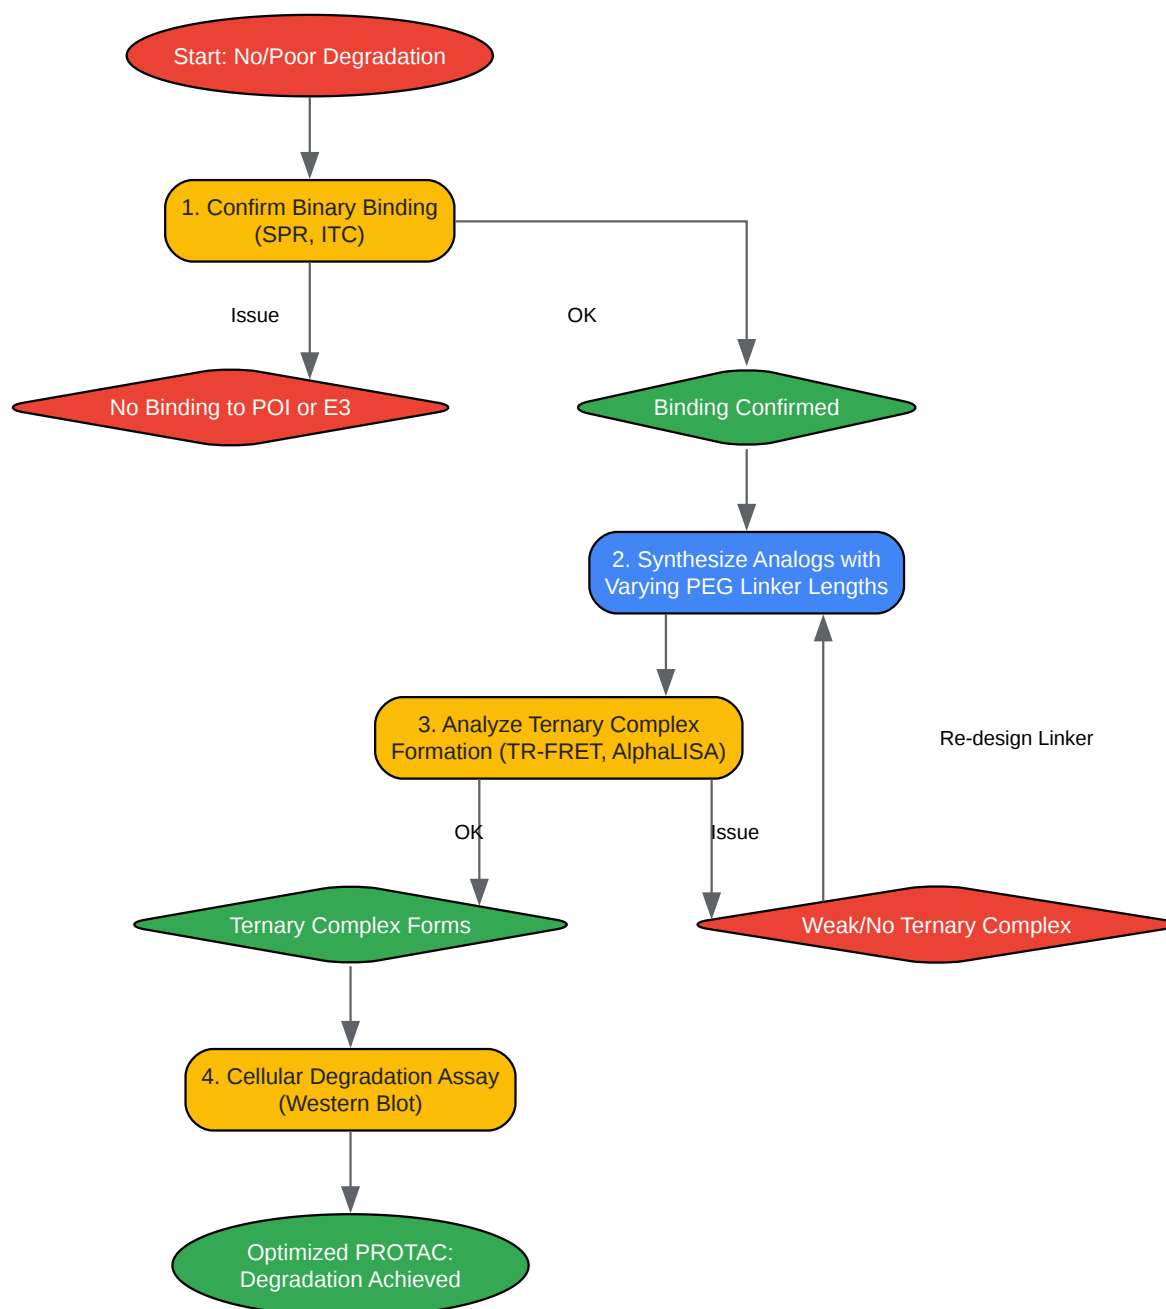 Start: No/Poor Degradation
1. Confirm Binary Binding
(SPR, ITC)
Issue
OK
No Binding to POI or E3
Binding Confirmed
2. Synthesize Analogs with
Varying PEG Linker Lengths
3. Analyze Ternary Complex
Formation (TR-FRET, AlphaLISA)
Re-design Linker
OK
Issue
Ternary Complex Forms
Weak/No Ternary Complex
4. Cellular Degradation Assay
(Western Blot)
Optimized PROTAC:
Degradation Achieved